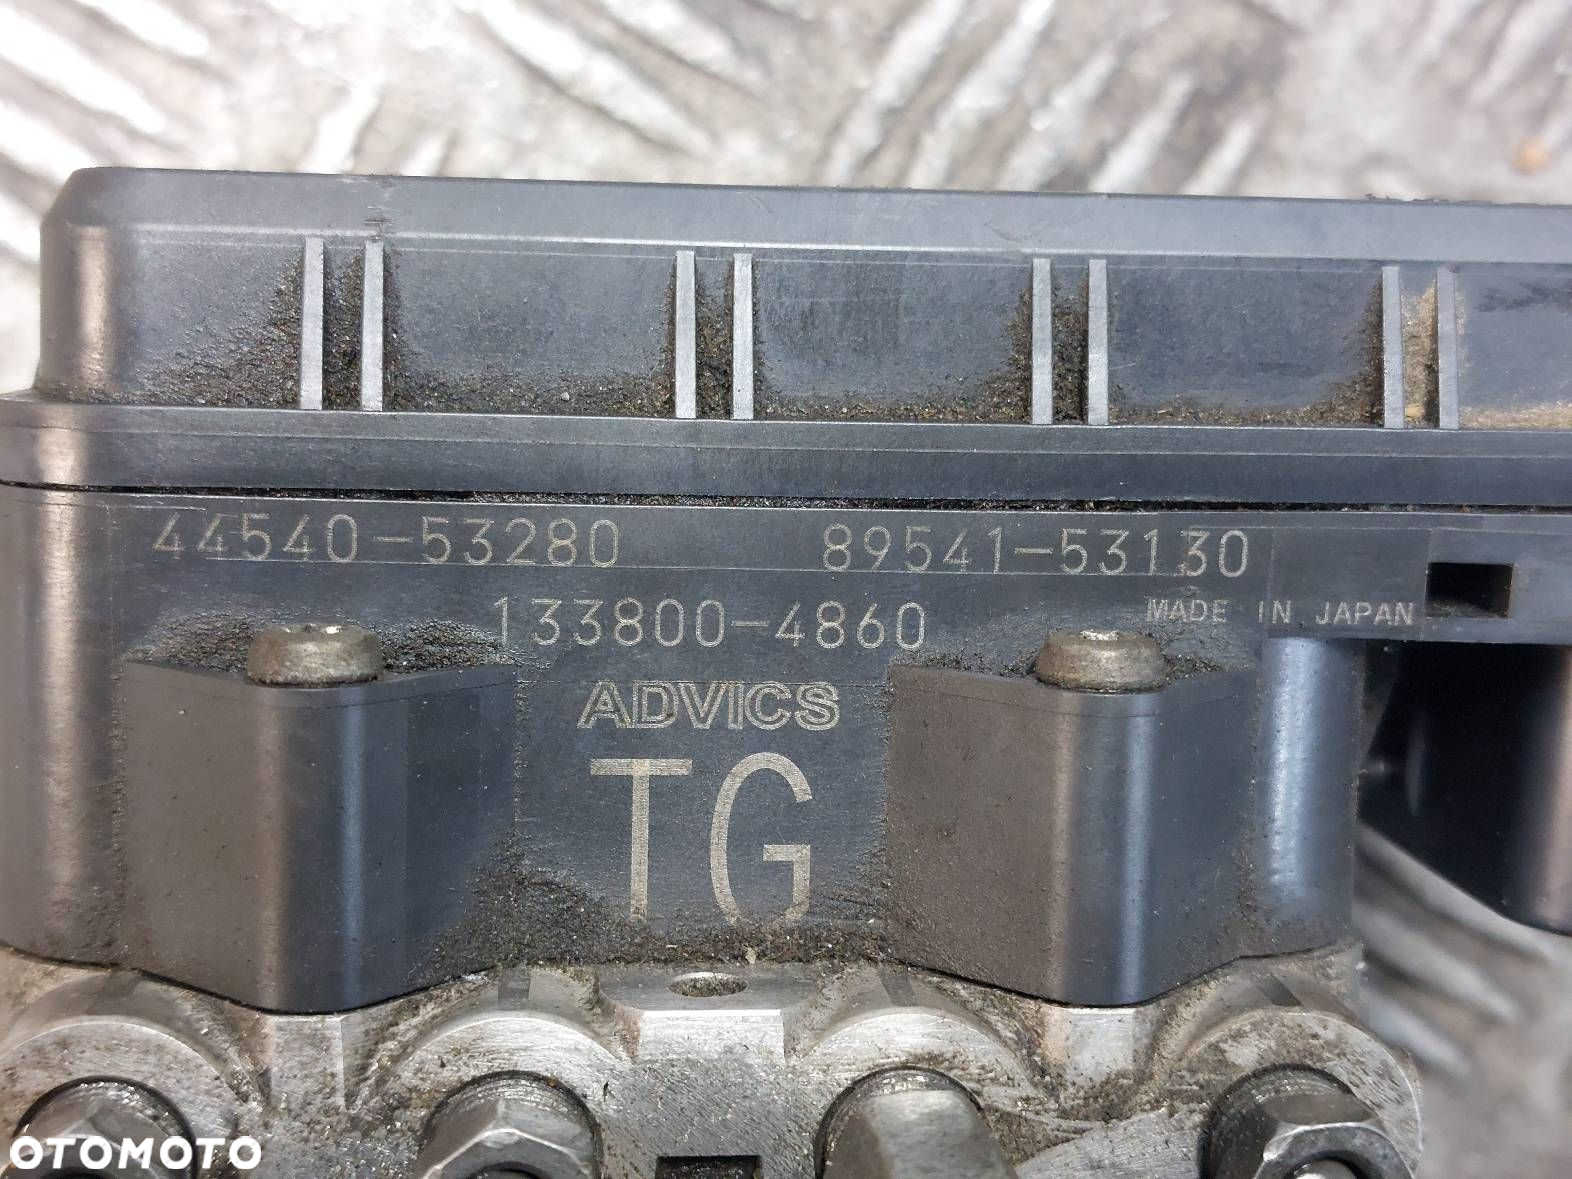 44540-53280 89541-53130
133800-4860 MADE IN JAPAN
ADVICS
TG
OTOMOTO